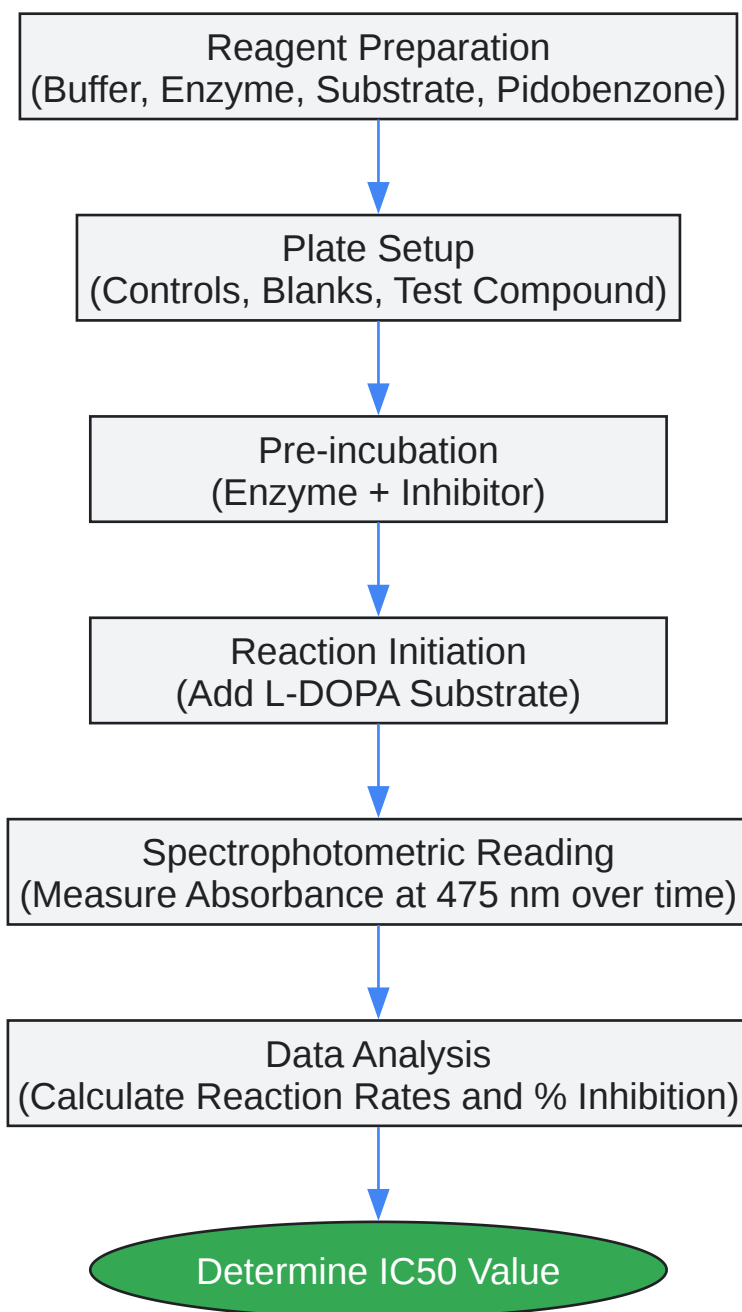 Reagent Preparation
(Buffer, Enzyme, Substrate, Pidobenzone)
Plate Setup
(Controls, Blanks, Test Compound)
Pre-incubation
(Enzyme + Inhibitor)
Reaction Initiation
(Add L-DOPA Substrate)
Spectrophotometric Reading
(Measure Absorbance at 475 nm over time)
Data Analysis
(Calculate Reaction Rates and % Inhibition)
Determine IC50 Value